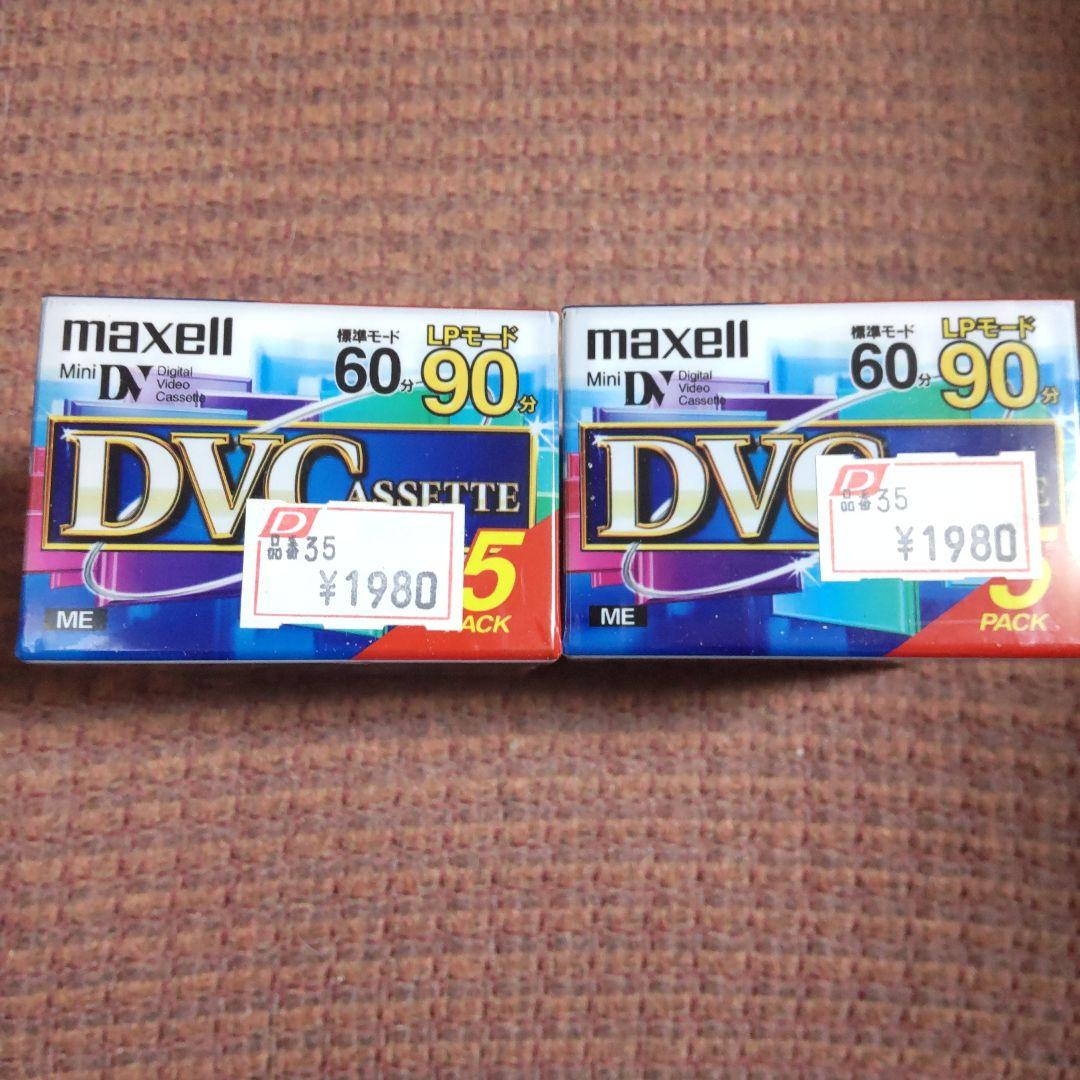 maxell
Mini DV Digital Video Cassette
標準モード
60分
LPモード
90分
DVCASSETTE
D
品番35
¥1980
5
PACK
ME
maxell
Mini DV Digital Video Cassette
標準モード
60分
LPモード
90分
DVC
D
品番35
¥1980
5
PACK
ME